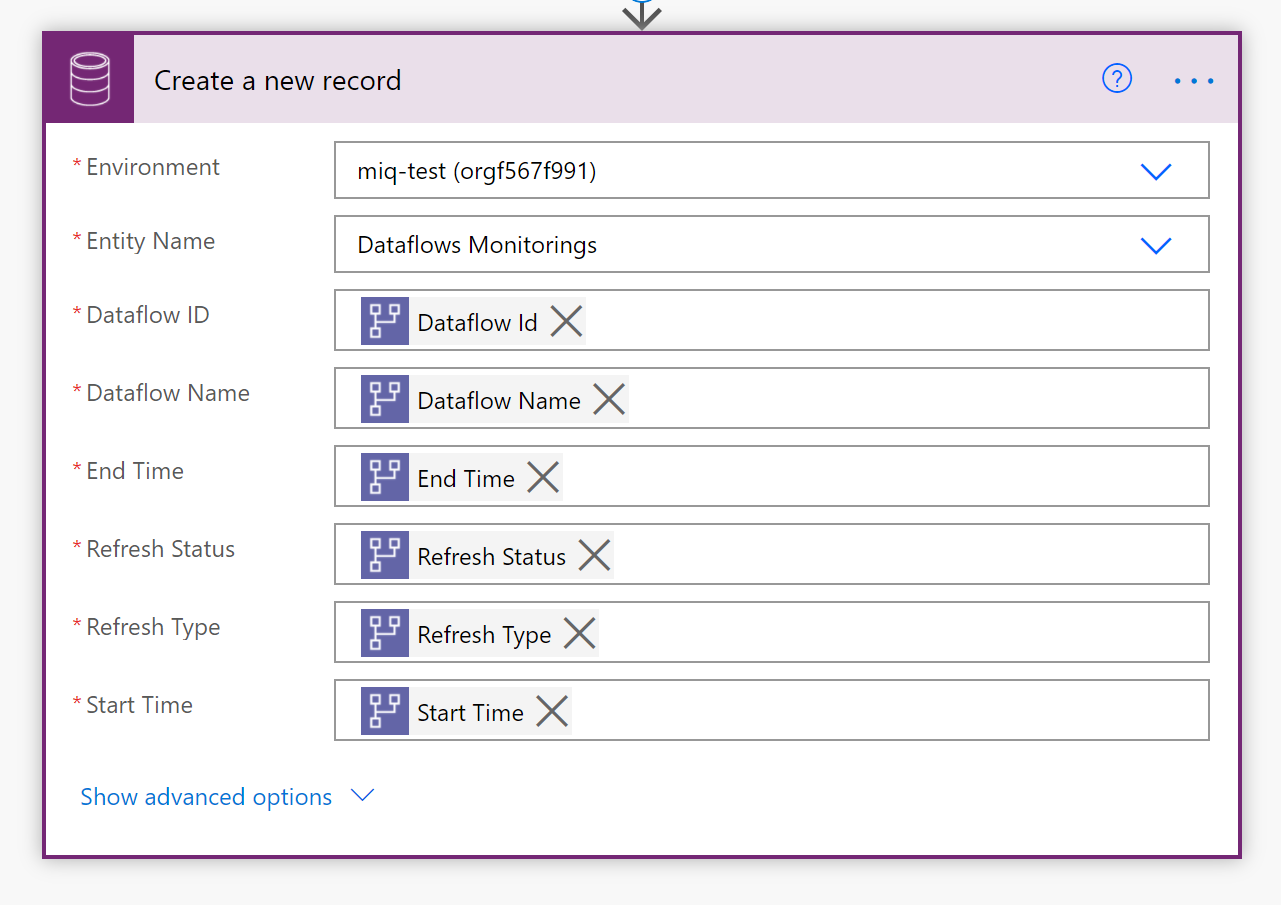 Create a new record
?
* Environment
miq-test (orgf567f991)
* Entity Name
Dataflows Monitorings
* Dataflow ID
Dataflow Id
* Dataflow Name
Dataflow Name
* End Time
End Time
* Refresh Status
Refresh Status
* Refresh Type
Refresh Type
* Start Time
Start Time
Show advanced options